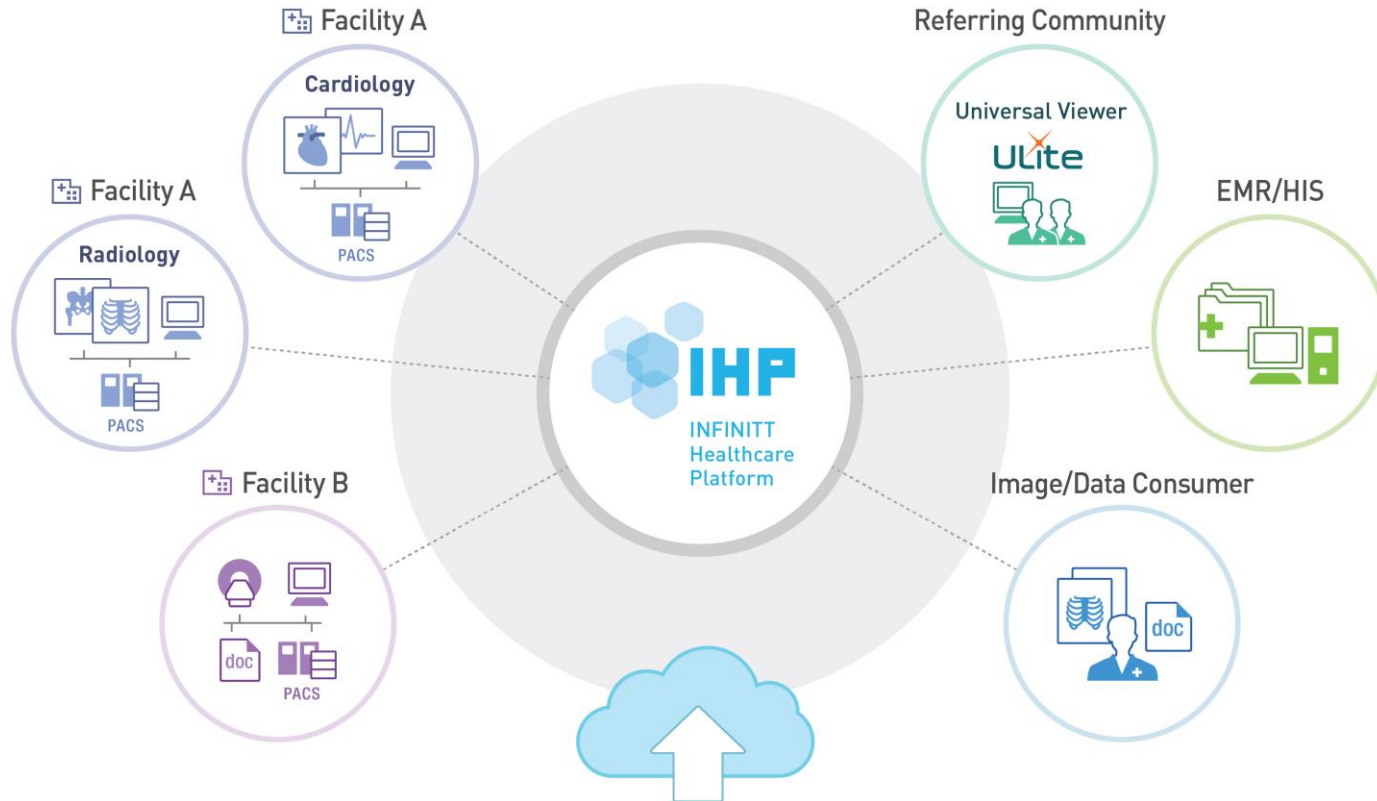 Facility A
Cardiology
PACS
Facility A
Radiology
PACS
Facility B
doc
PACS
IHP
INFINITT
Healthcare
Platform
Referring Community
Universal Viewer
ULite
EMR/HIS
Image/Data Consumer
doc